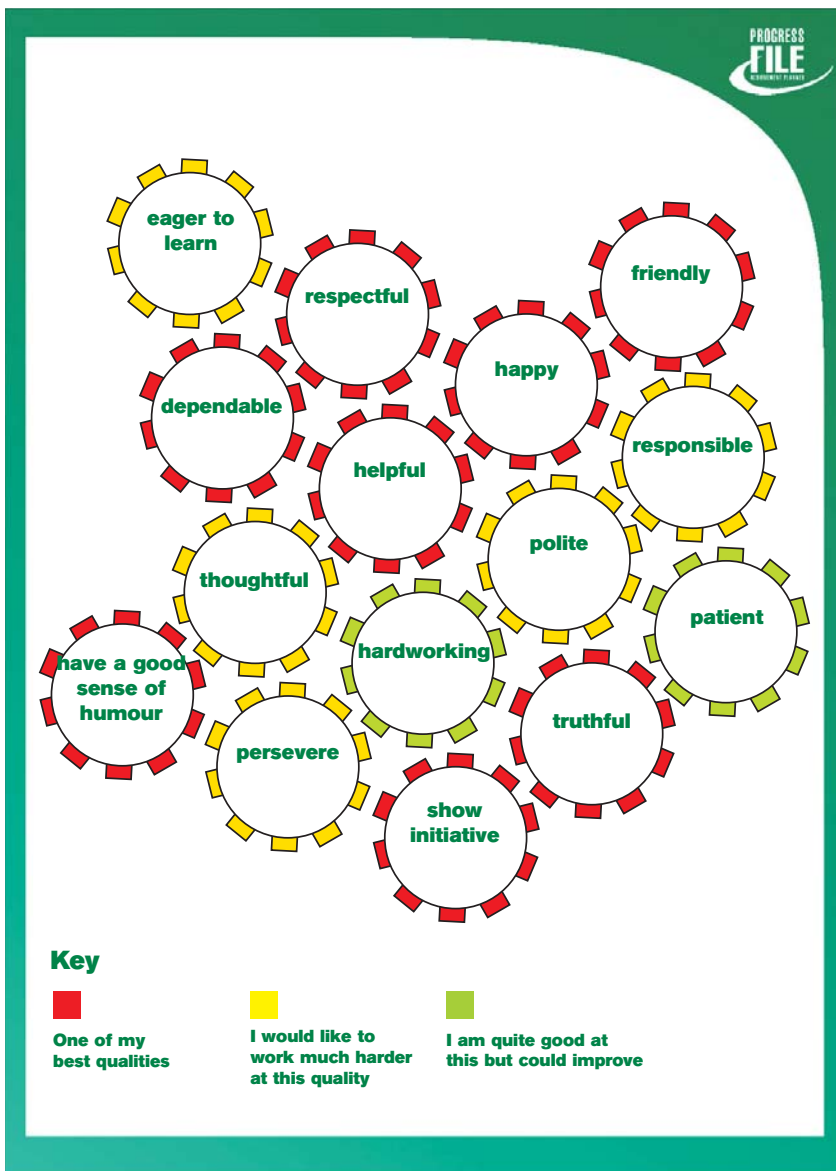 PROGRESS
FILE
ACHIEVEMENT PLANNER
eager to
learn
respectful
friendly
happy
dependable
responsible
helpful
polite
thoughtful
patient
hardworking
have a good
sense of
humour
truthful
persevere
show
initiative
Key
One of my
best qualities
I would like to
work much harder
at this quality
I am quite good at
this but could improve